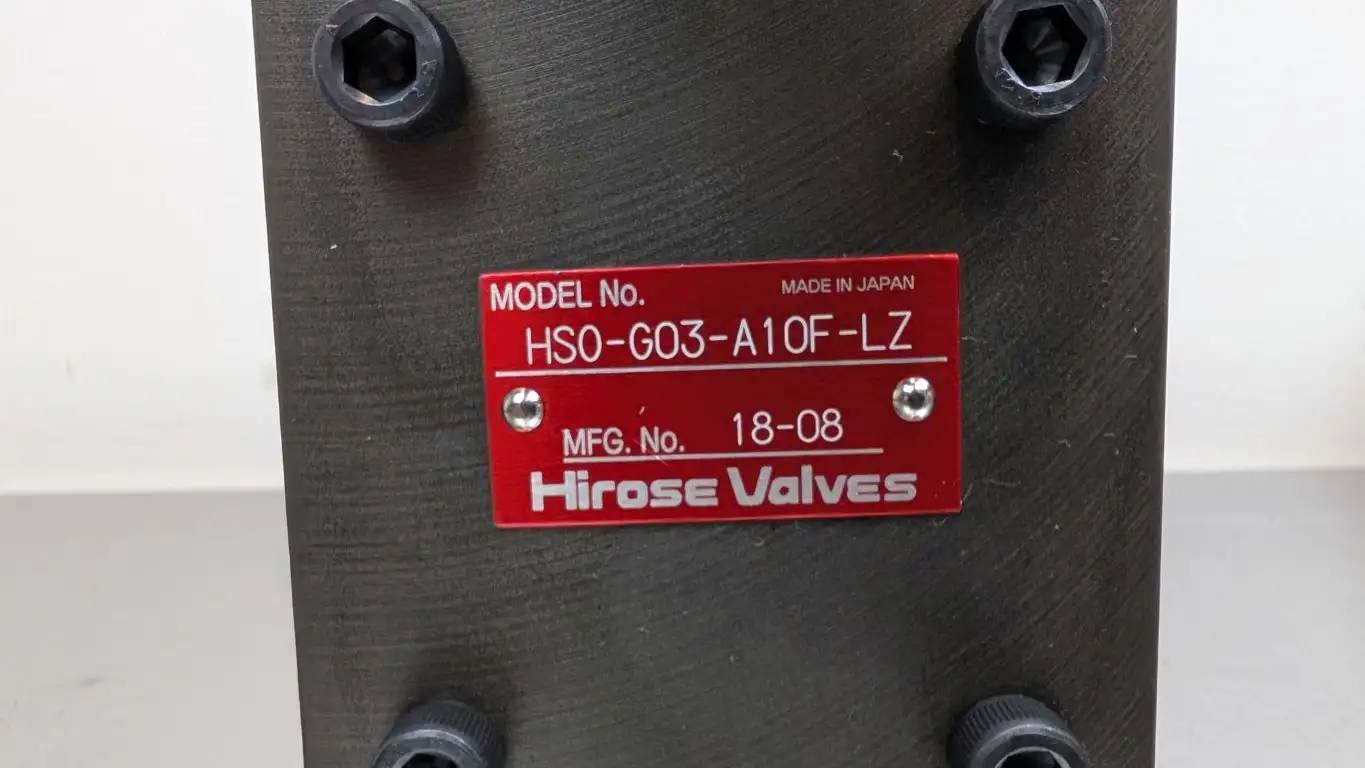 MODEL No.
MADE IN JAPAN
HSO-G03-A10F-LZ
MFG. No. 18-08
Hirose Valves